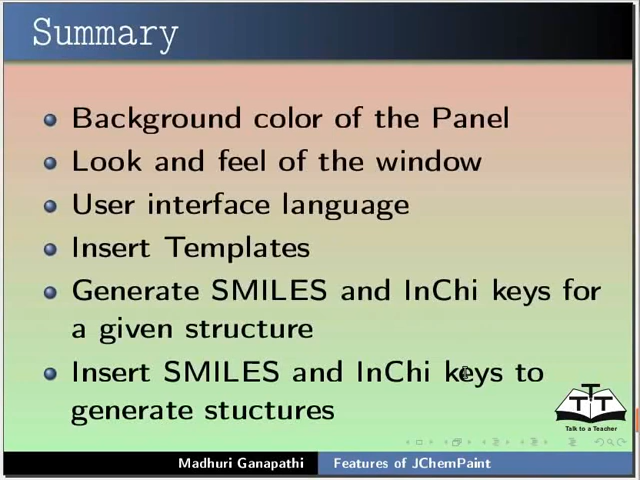 Summary
Background color of the Panel
Look and feel of the window
User interface language
Insert Templates
Generate SMILES and InChi keys for
a given structure
Insert SMILES and InChi keys to
generate stuctures
TTT
Talk to a Teacher
Madhuri Ganapathi Features of JChemPaint